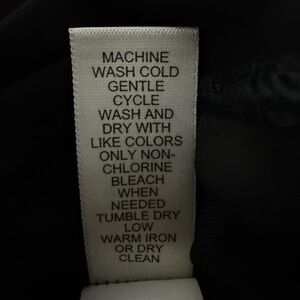 MACHINE
WASH COLD
GENTLE
CYCLE
WASH AND
DRY WITH
LIKE COLORS
ONLY NON-
CHLORINE
BLEACH
WHEN
NEEDED
TUMBLE DRY
LOW
WARM IRON
OR DRY
CLEAN